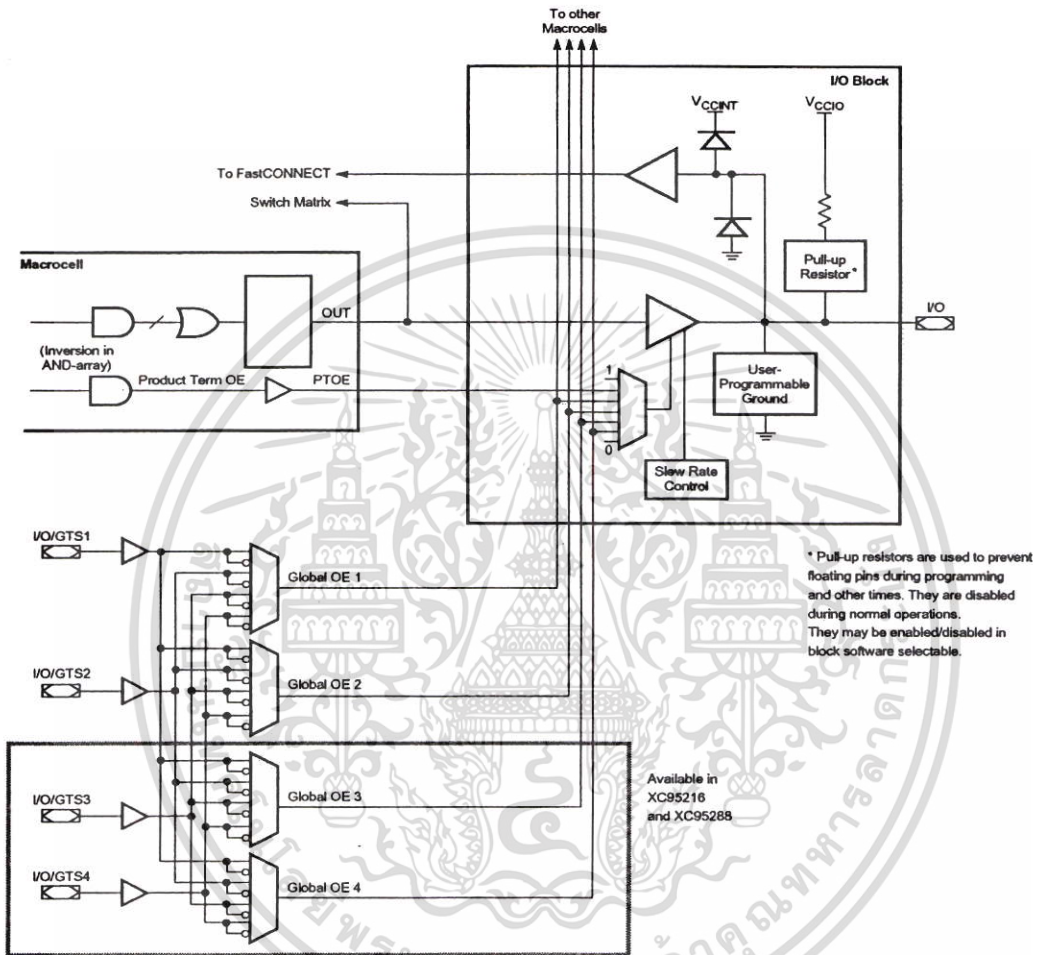 To other
Macrocells
I/O Block
VCCINT
VCCIO
To FastCONNECT
Switch Matrix
Pull-up
Resistor*
Macrocell
OUT
I/O
(Inversion in
AND-array)
Product Term OE
PTOE
1
0
User-
Programmable
Ground
Slew Rate
Control
I/O/GTS1
Global OE 1
* Pull-up resistors are used to prevent
floating pins during programming
and other times. They are disabled
during normal operations.
They may be enabled/disabled in
block software selectable.
I/O/GTS2
Global OE 2
I/O/GTS3
Global OE 3
Available in
XC95216
and XC95288
I/O/GTS4
Global OE 4